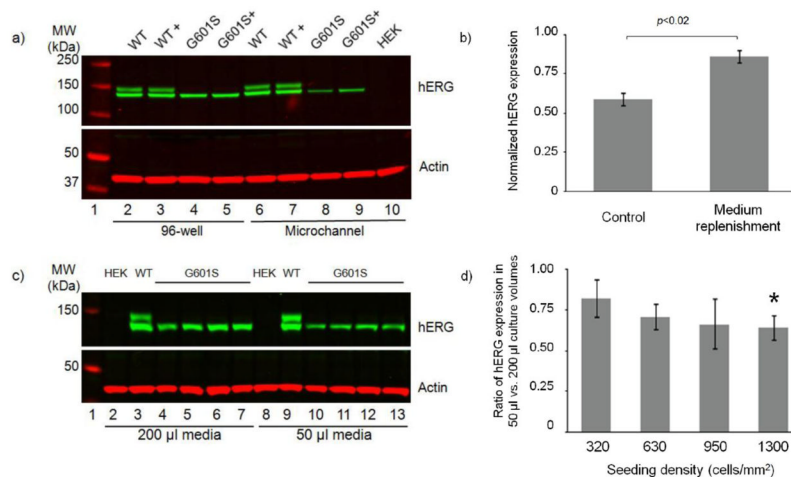 a)
MW
(kDa)
WT
WT +
G601S
G601S+
WT
WT+
G601S
G601S+
HEK
250
150
100
hERG
50
37
Actin
1 2 3 4 5 6 7 8 9 10
96-well
Microchannel
b)
p<0.02
Normalized hERG expression
1.00
0.75
0.50
0.25
0
Control
Medium
replenishment
c)
MW
(kDa)
HEK WT G601S HEK WT G601S
150
hERG
50
Actin
1 2 3 4 5 6 7 8 9 10 11 12 13
200 µl media
50 µl media
d)
Ratio of hERG expression in
50 µl vs. 200 µl culture volumes
1.00
0.75
0.50
0.25
0
*
320 630 950 1300
Seeding density (cells/mm²)